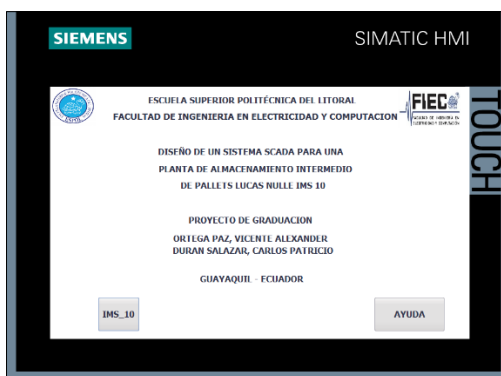 SIEMENS
SIMATIC HMI
TOUCH
ESCUELA SUPERIOR POLITÉCNICA DEL LITORAL
FIEC
FACULTAD DE INGENIERIA EN ELECTRICIDAD Y COMPUTACION
DISEÑO DE UN SISTEMA SCADA PARA UNA
PLANTA DE ALMACENAMIENTO INTERMEDIO
DE PALLETS LUCAS NULLE IMS 10
PROYECTO DE GRADUACION
ORTEGA PAZ, VICENTE ALEXANDER
DURAN SALAZAR, CARLOS PATRICIO
GUAYAQUIL - ECUADOR
IMS_10
AYUDA